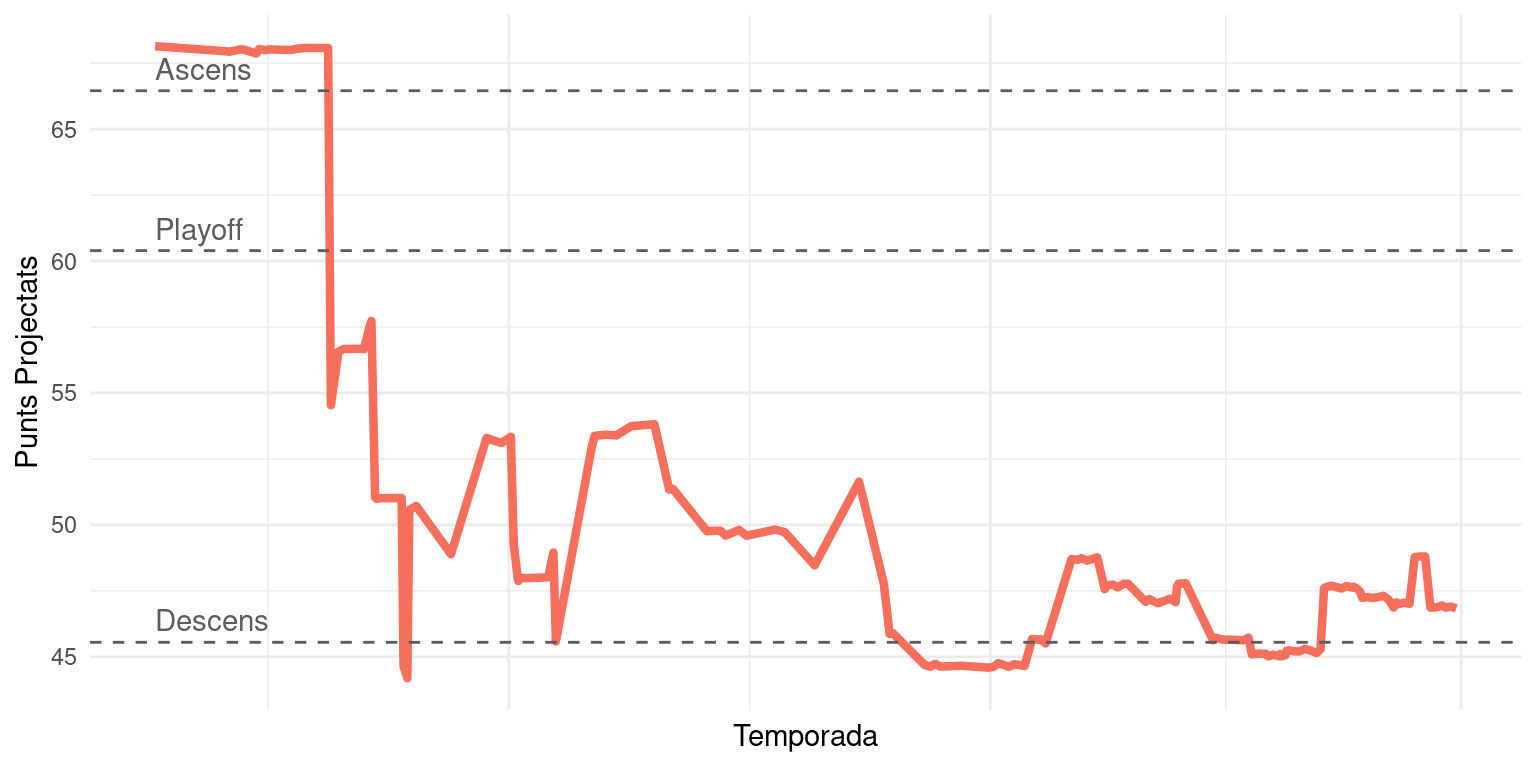 Ascens
65
Playoff
60
Punts Projectats
55
50
Descens
45
Temporada